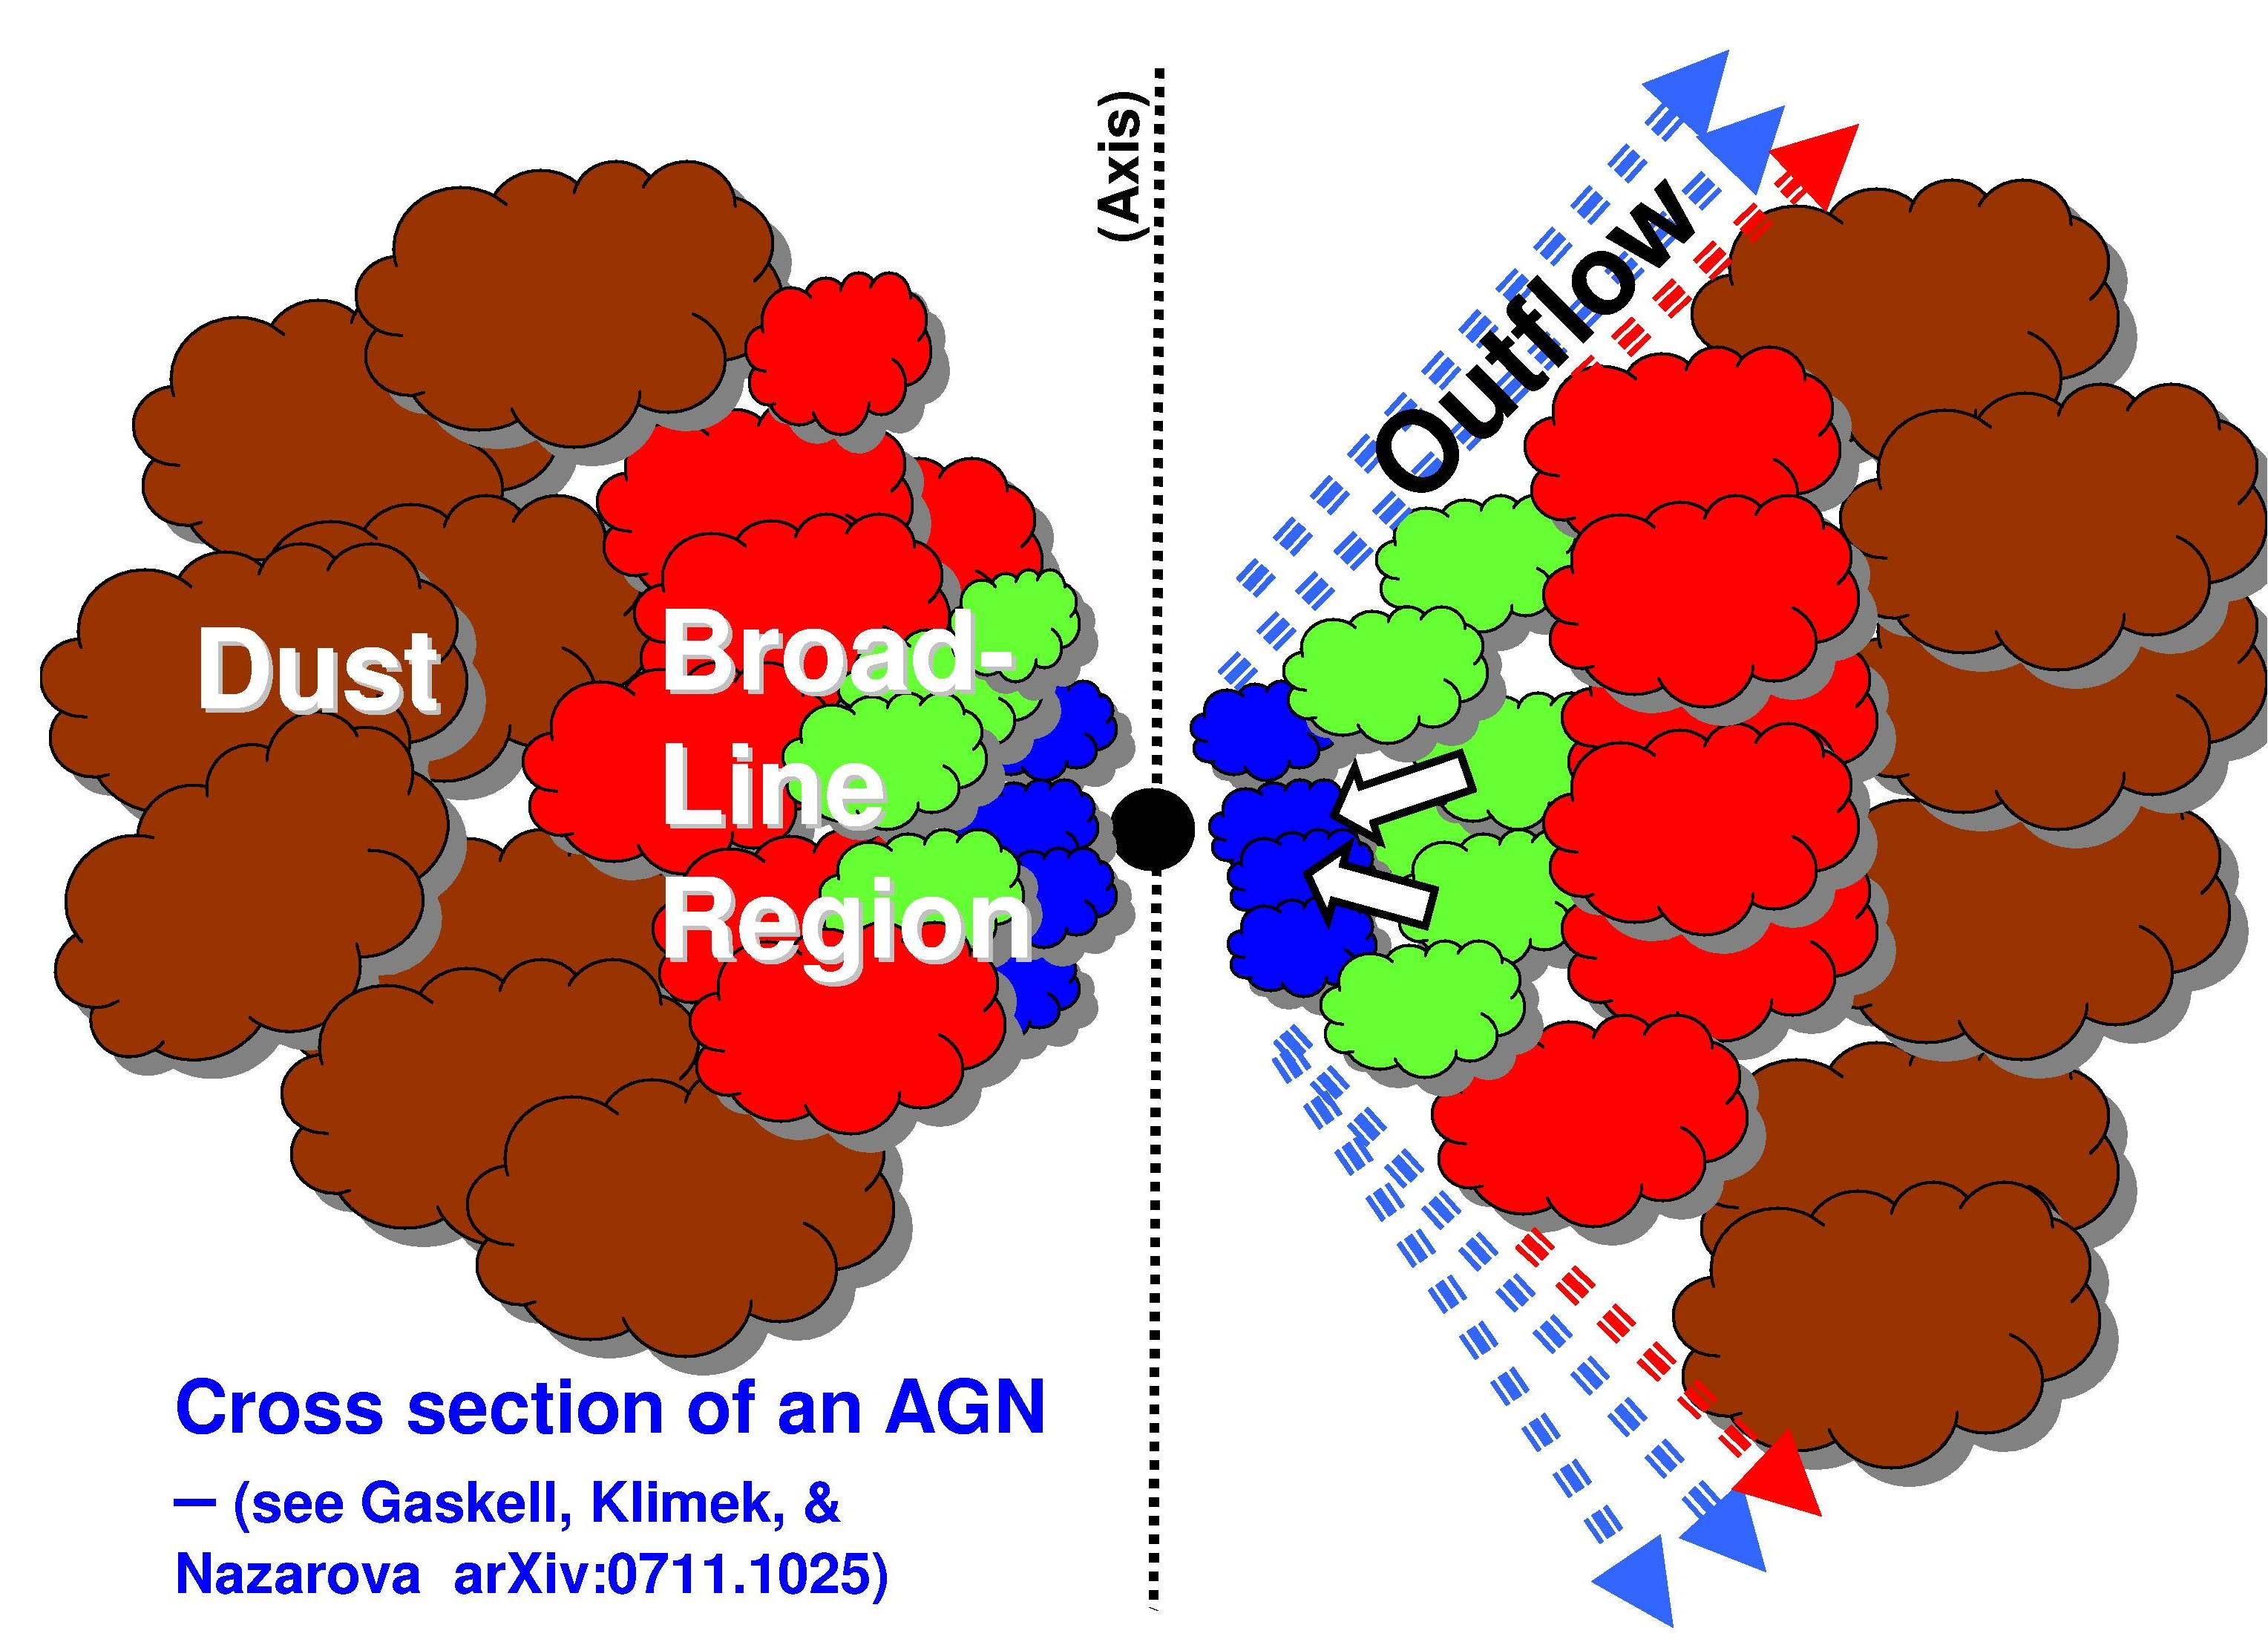 (Axis)
Outflow
Dust
Broad-
Line
Region
Cross section of an AGN
— (see Gaskell, Klimek, &
Nazarova arXiv:0711.1025)